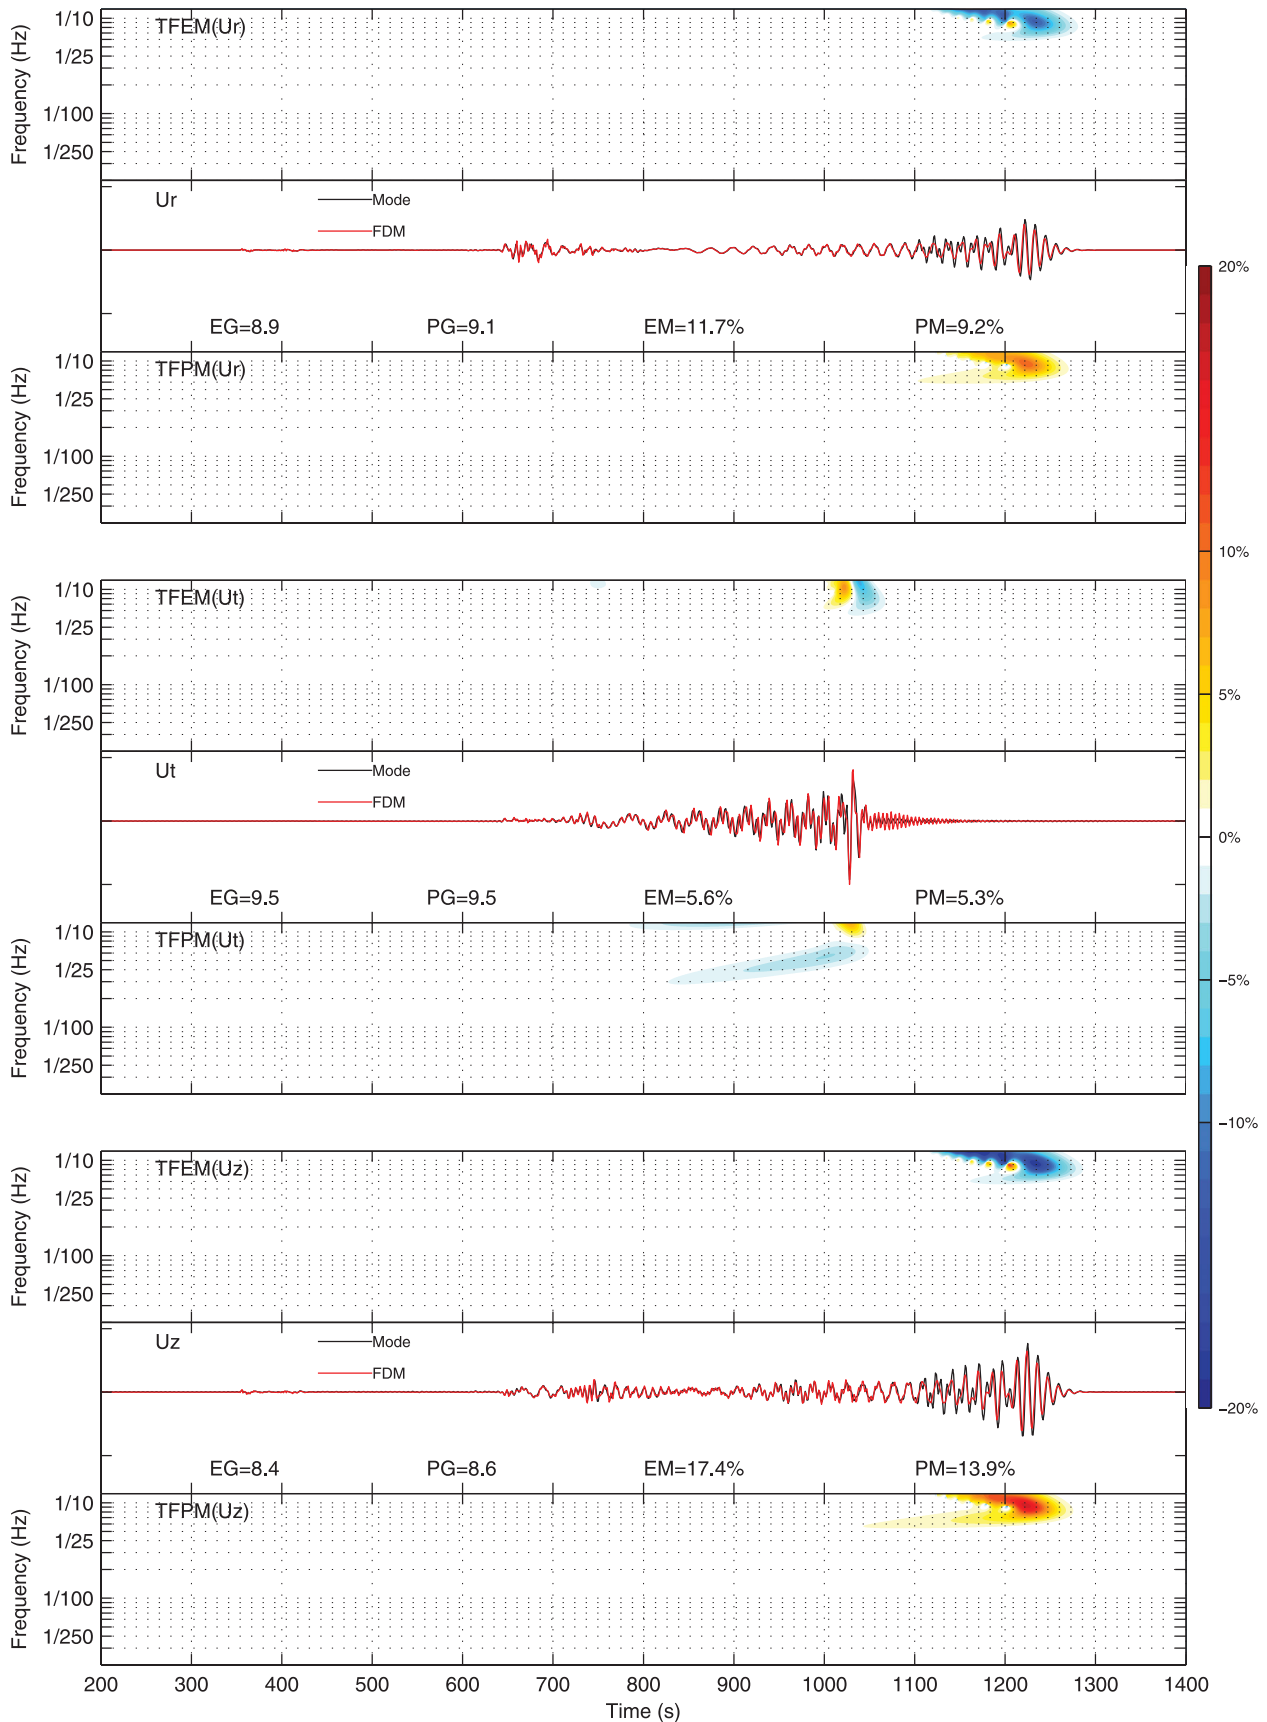 Frequency (Hz)
1/10
1/25
1/100
1/250
TFEM(Ur)
Ur
Mode
FDM
EG=8.9 PG=9.1 EM=11.7% PM=9.2%
Frequency (Hz)
1/10
1/25
1/100
1/250
TFPM(Ur)
Frequency (Hz)
1/10
1/25
1/100
1/250
TFEM(Ut)
Ut
Mode
FDM
EG=9.5 PG=9.5 EM=5.6% PM=5.3%
Frequency (Hz)
1/10
1/25
1/100
1/250
TFPM(Ut)
Frequency (Hz)
1/10
1/25
1/100
1/250
TFEM(Uz)
Uz
Mode
FDM
EG=8.4 PG=8.6 EM=17.4% PM=13.9%
Frequency (Hz)
1/10
1/25
1/100
1/250
TFPM(Uz)
200 300 400 500 600 700 800 900 1000 1100 1200 1300 1400
Time (s)
20%
10%
5%
0%
−5%
−10%
−20%